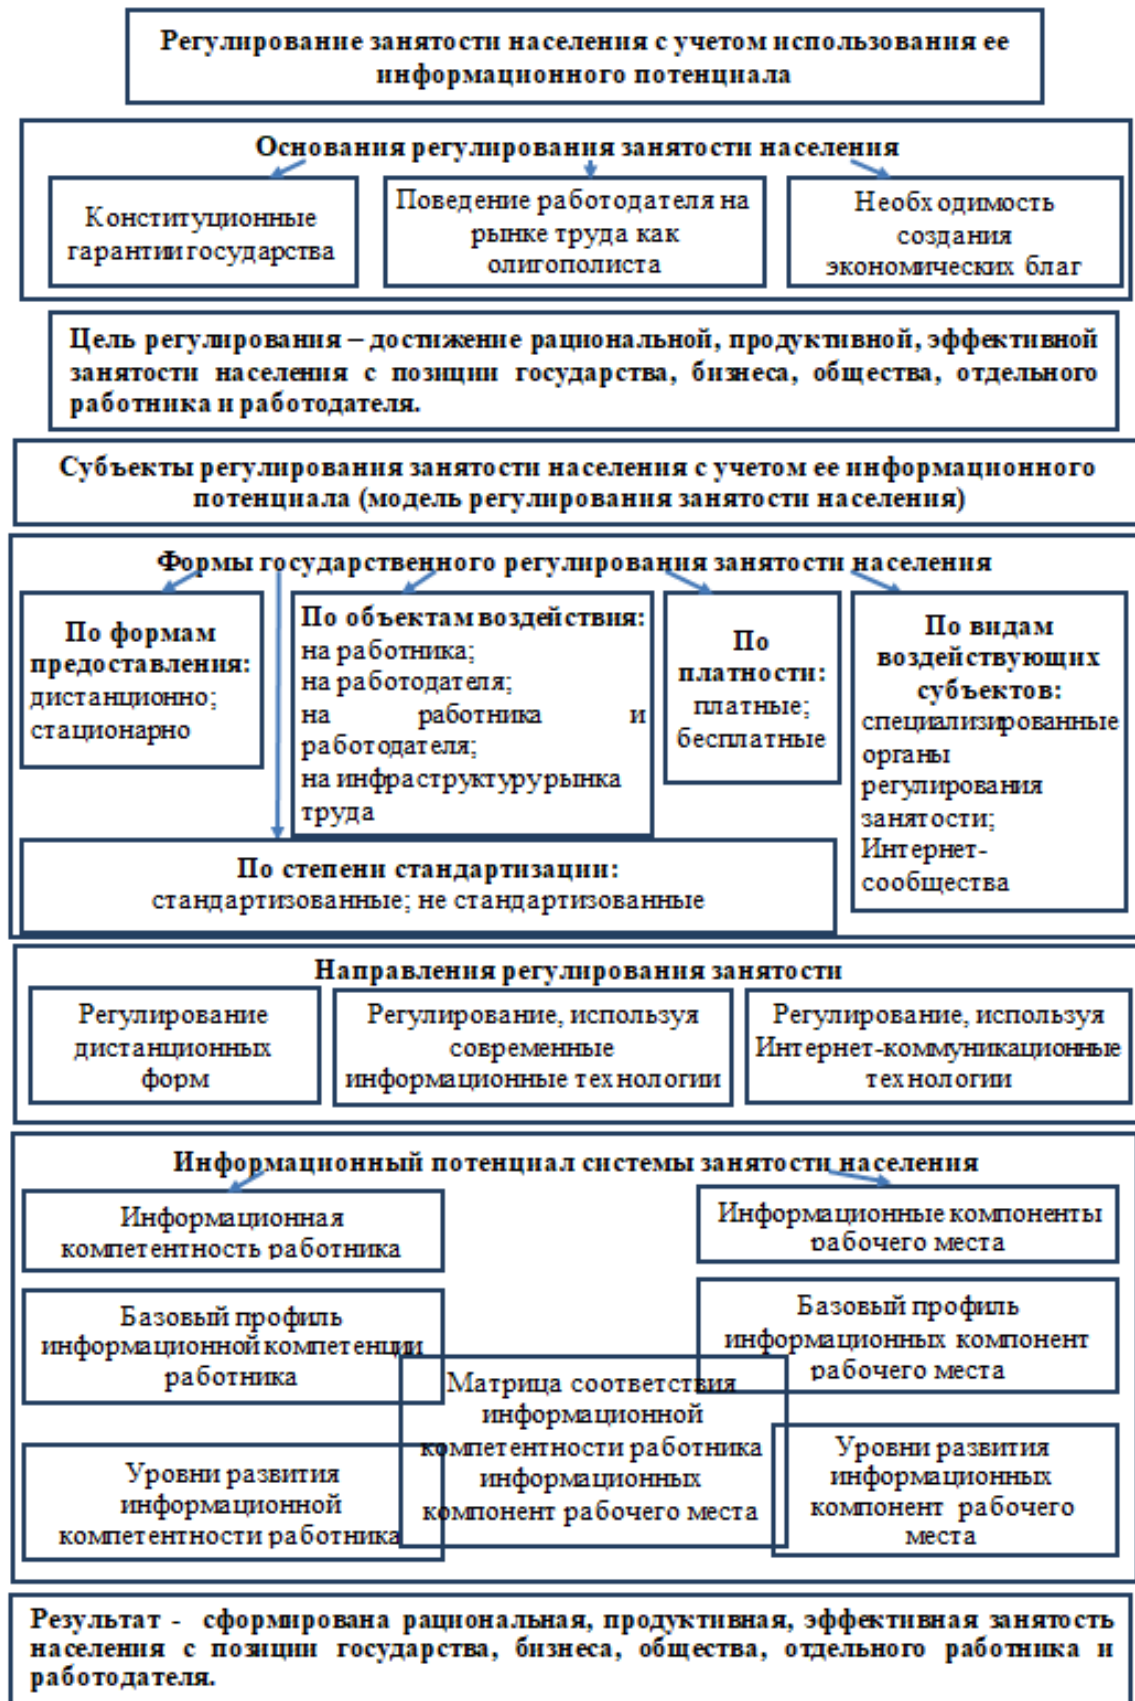 Регулирование занятости населения с учетом использования ее
информационного потенциала
Основания регулирования занятости населения
Конституционные
гарантии государства
Поведение работодателя на
рынке труда как
олигополиста
Необходимость
создания
экономических благ
Цель регулирования – достижение рациональной, продуктивной, эффективной
занятости населения с позиции государства, бизнеса, общества, отдельного
работника и работодателя.
Субъекты регулирования занятости населения с учетом ее информационного
потенциала (модель регулирования занятости населения)
Формы государственного регулирования занятости населения
По формам
предоставления:
дистанционно;
стационарно
По объектам воздействия:
на работника;
на работодателя;
на работника и
работодателя;
на инфраструктуру рынка
труда
По
платности:
платные;
бесплатные
По видам
воздействующих
субъектов:
специализированные
органы
регулирования
занятости;
Интернет-
сообщества
По степени стандартизации:
стандартизованные; не стандартизованные
Направления регулирования занятости
Регулирование
дистанционных
форм
Регулирование, используя
современные
информационные технологии
Регулирование, используя
Интернет-коммуникационные
технологии
Информационный потенциал системы занятости населения
Информационная
компетентность работника
Информационные компоненты
рабочего места
Базовый профиль
информационной компетенции
работника
Базовый профиль
информационных компонент
рабочего места
Матрица соответствия
информационной
компетентности работника
информационных
компонент рабочего места
Уровни развития
информационной
компетентности работника
Уровни развития
информационных
компонент рабочего
места
Результат - сформирована рациональная, продуктивная, эффективная занятость
населения с позиции государства, бизнеса, общества, отдельного работника и
работодателя.